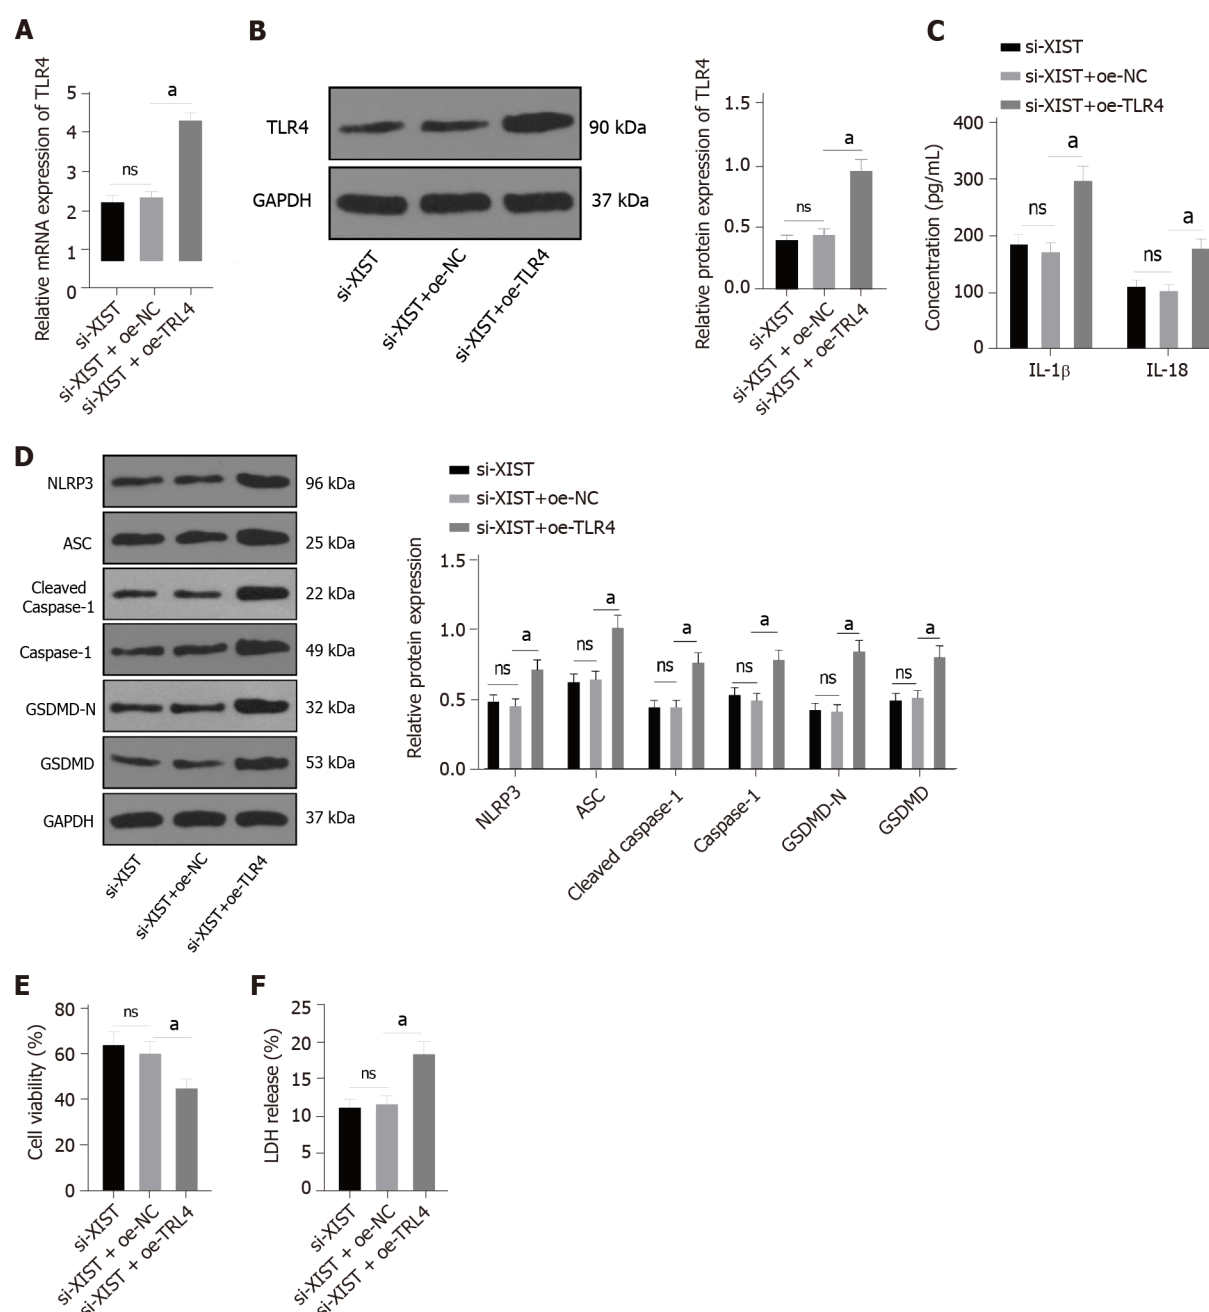 A
Relative mRNA expression of TLR4
5
4
3
2
1
0
ns
a
si-XIST
si-XIST + oe-NC
si-XIST + oe-TRL4
B
TLR4
90 kDa
GAPDH
37 kDa
si-XIST
si-XIST+oe-NC
si-XIST+oe-TLR4
Relative protein expression of TLR4
1.5
1.0
0.5
0.0
ns
a
si-XIST
si-XIST + oe-NC
si-XIST + oe-TRL4
C
si-XIST
si-XIST+oe-NC
si-XIST+oe-TLR4
Concentration (pg/mL)
400
300
200
100
0
ns
a
ns
a
IL-1β
IL-18
D
NLRP3
96 kDa
ASC
25 kDa
Cleaved
Caspase-1
22 kDa
Caspase-1
49 kDa
GSDMD-N
32 kDa
GSDMD
53 kDa
GAPDH
37 kDa
si-XIST
si-XIST+oe-NC
si-XIST+oe-TLR4
si-XIST
si-XIST+oe-NC
si-XIST+oe-TLR4
Relative protein expression
1.5
1.0
0.5
0.0
ns
a
ns
a
ns
a
ns
a
ns
a
ns
a
NLRP3
ASC
Cleaved caspase-1
Caspase-1
GSDMD-N
GSDMD
E
Cell viability (%)
80
60
40
20
0
ns
a
si-XIST
si-XIST + oe-NC
si-XIST + oe-TRL4
F
LDH release (%)
25
20
15
10
5
0
ns
a
si-XIST
si-XIST + oe-NC
si-XIST + oe-TRL4